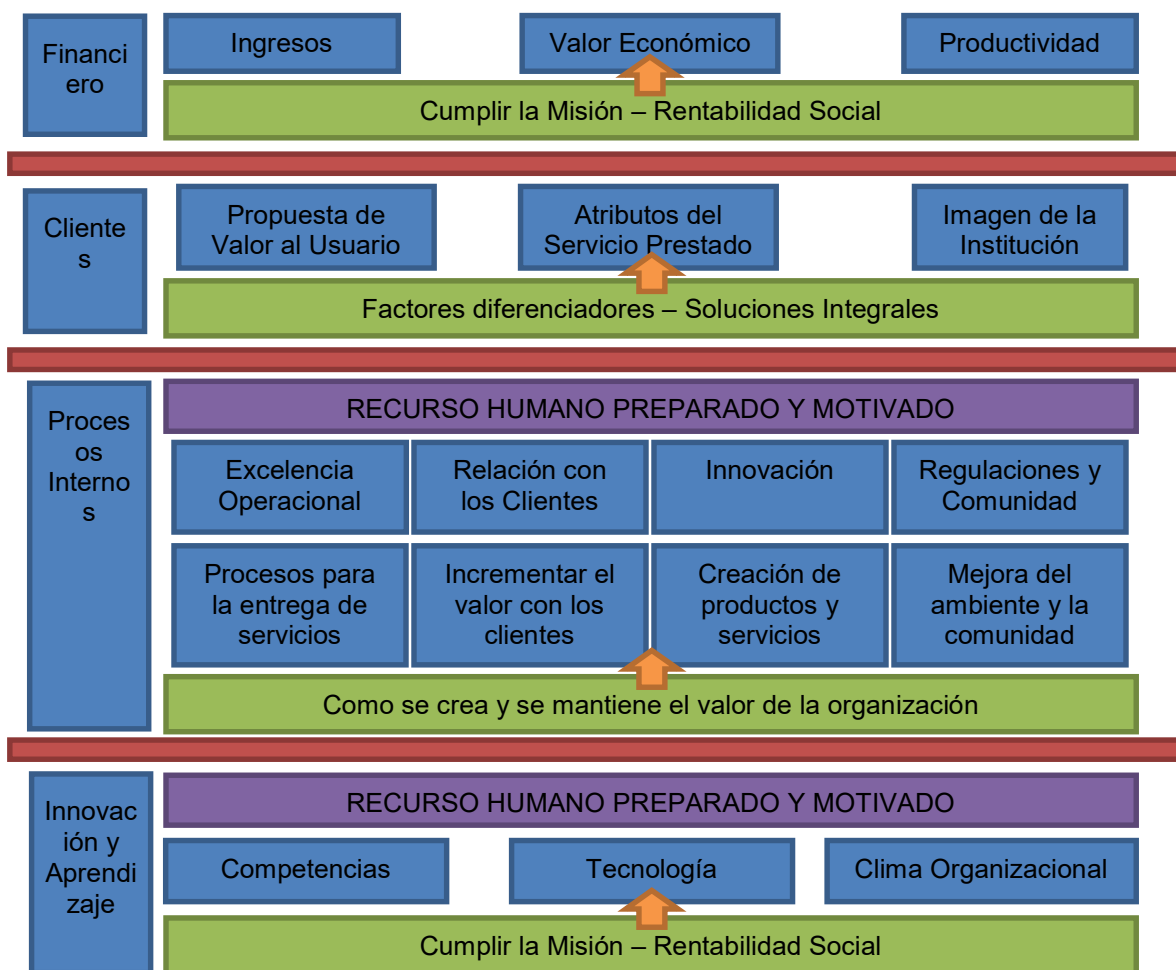 Financi
ero
Ingresos
Valor Económico
Productividad
Cumplir la Misión – Rentabilidad Social
Cliente
s
Propuesta de
Valor al Usuario
Atributos del
Servicio Prestado
Imagen de la
Institución
Factores diferenciadores – Soluciones Integrales
Proces
os
Interno
s
RECURSO HUMANO PREPARADO Y MOTIVADO
Excelencia
Operacional
Relación con
los Clientes
Innovación
Regulaciones y
Comunidad
Procesos para
la entrega de
servicios
Incrementar el
valor con los
clientes
Creación de
productos y
servicios
Mejora del
ambiente y la
comunidad
Como se crea y se mantiene el valor de la organización
Innovac
ión y
Aprendi
zaje
RECURSO HUMANO PREPARADO Y MOTIVADO
Competencias
Tecnología
Clima Organizacional
Cumplir la Misión – Rentabilidad Social